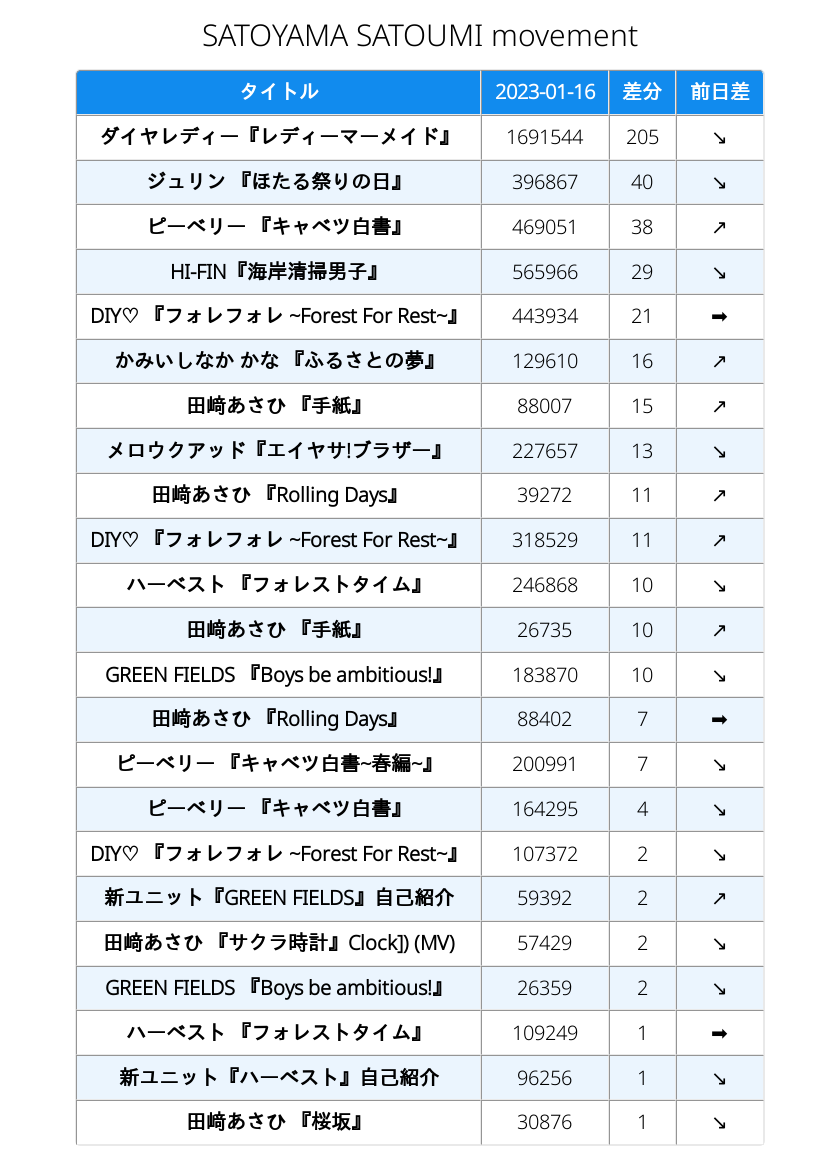 SATOYAMA SATOUMI movement
タイトル 2023-01-16 差分 前日差
ダイヤレディー『レディーマーメイド』 1691544 205 ↘
ジュリン 『ほたる祭りの日』 396867 40 ↘
ピーベリー 『キャベツ白書』 469051 38 ↗
HI-FIN『海岸清掃男子』 565966 29 ↘
DIY♡ 『フォレフォレ ~Forest For Rest~』 443934 21 ➡
かみいしなか かな 『ふるさとの夢』 129610 16 ↗
田﨑あさひ 『手紙』 88007 15 ↗
メロウクアッド『エイヤサ!ブラザー』 227657 13 ↘
田﨑あさひ 『Rolling Days』 39272 11 ↗
DIY♡ 『フォレフォレ ~Forest For Rest~』 318529 11 ↗
ハーベスト 『フォレストタイム』 246868 10 ↘
田﨑あさひ 『手紙』 26735 10 ↗
GREEN FIELDS 『Boys be ambitious!』 183870 10 ↘
田﨑あさひ 『Rolling Days』 88402 7 ➡
ピーベリー 『キャベツ白書~春編~』 200991 7 ↘
ピーベリー 『キャベツ白書』 164295 4 ↘
DIY♡ 『フォレフォレ ~Forest For Rest~』 107372 2 ↘
新ユニット『GREEN FIELDS』自己紹介 59392 2 ↗
田﨑あさひ 『サクラ時計』Clock]) (MV) 57429 2 ↘
GREEN FIELDS 『Boys be ambitious!』 26359 2 ↘
ハーベスト 『フォレストタイム』 109249 1 ➡
新ユニット『ハーベスト』自己紹介 96256 1 ↘
田﨑あさひ 『桜坂』 30876 1 ↘